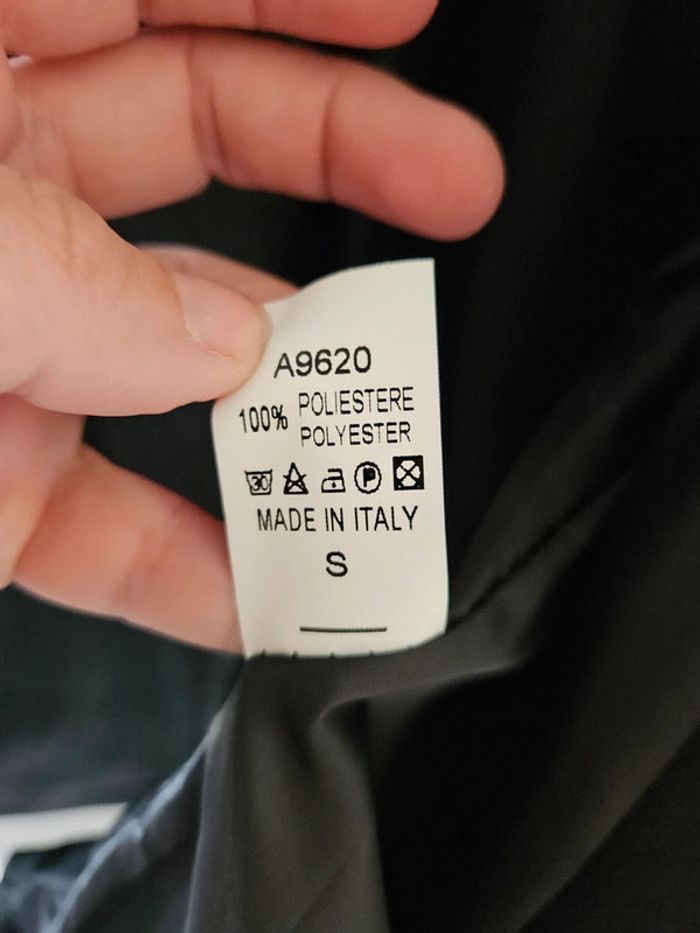 A9620
100% POLIESTERE
POLYESTER
30 P
MADE IN ITALY
S